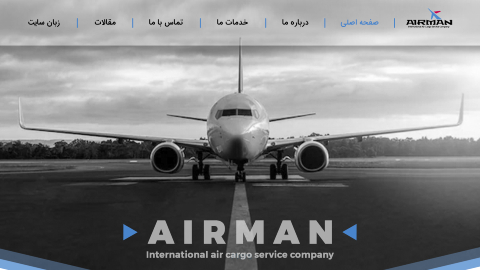 AIRMAN
صفحه اصلی
درباره ما
خدمات ما
تماس با ما
مقالات
زبان سایت
AIRMAN
International air cargo service company